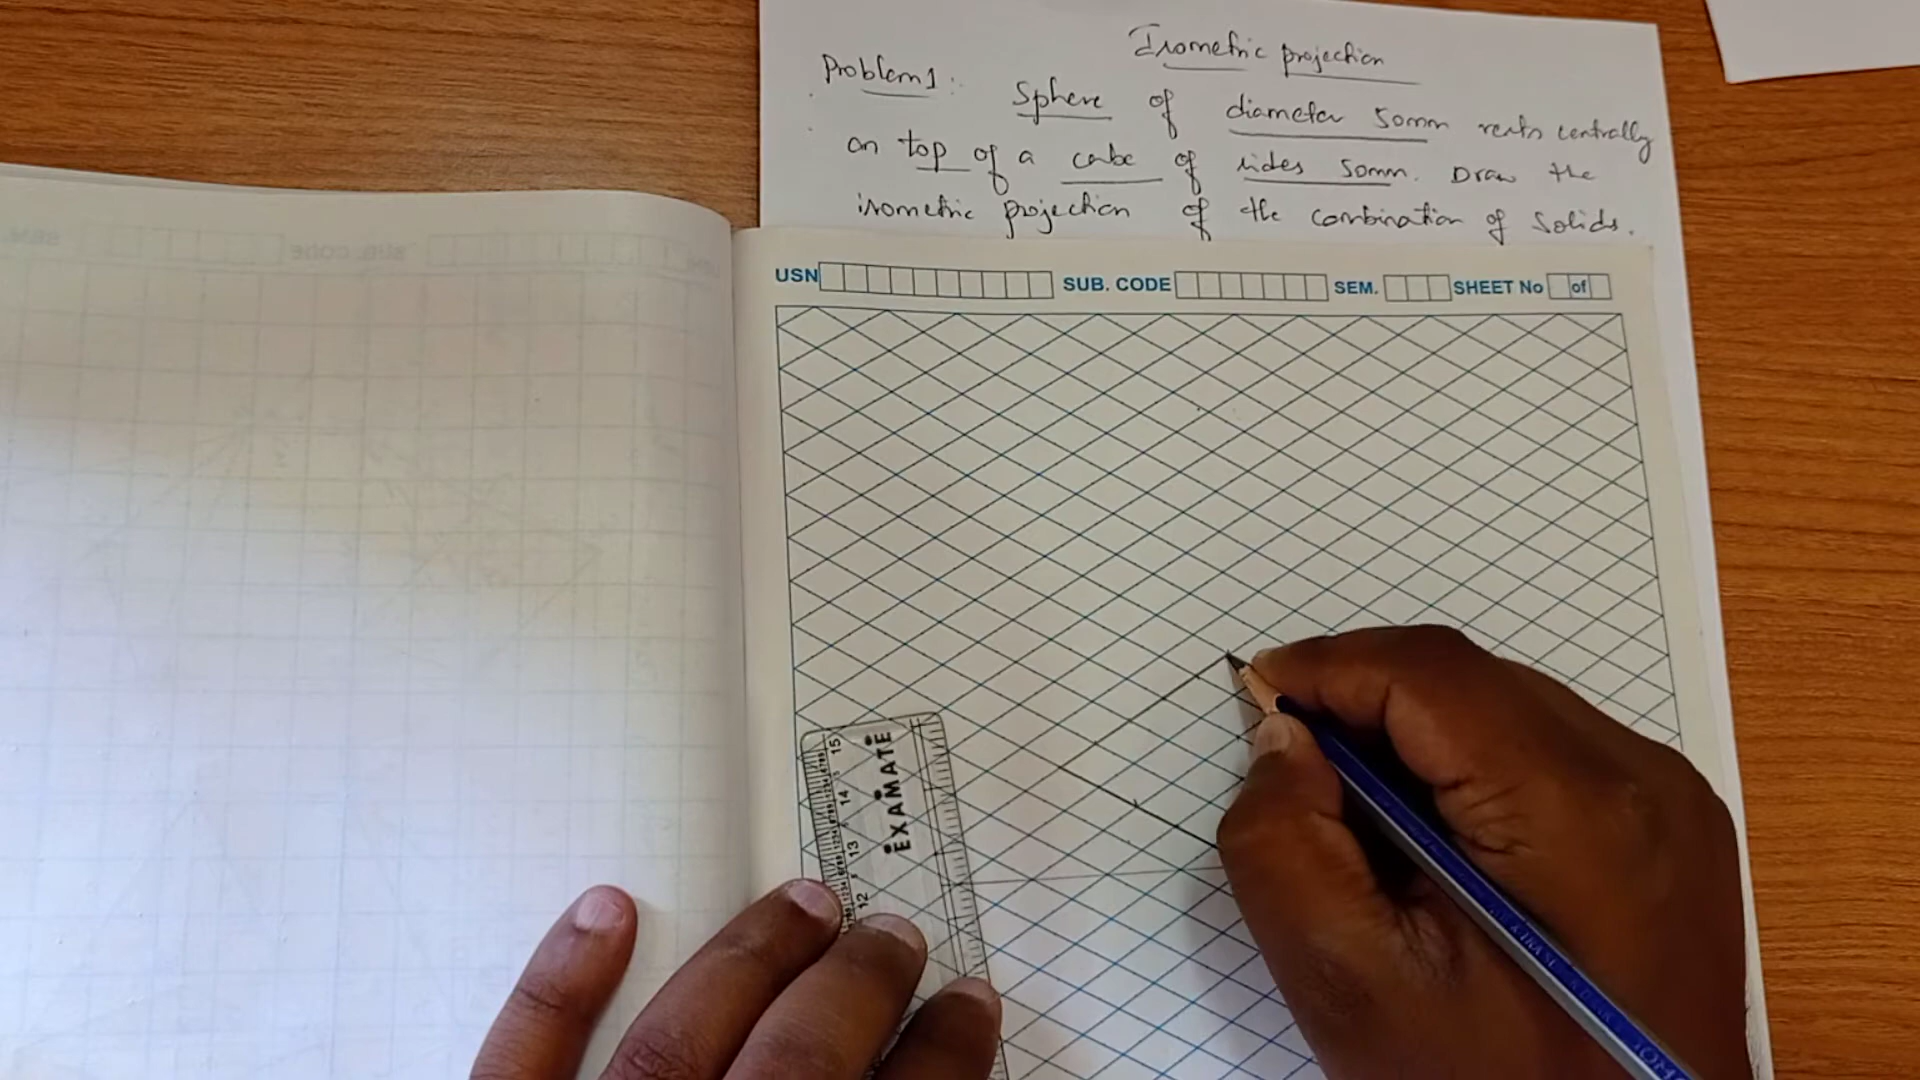 Isometric projection
Problem 1: Sphere of diameter 50mm rests centrally
on top of a cube of sides 50mm. Draw the
isometric projection of the combination of solids.
USN SUB. CODE SEM. SHEET No of
EXAMATE
15
14
13
12